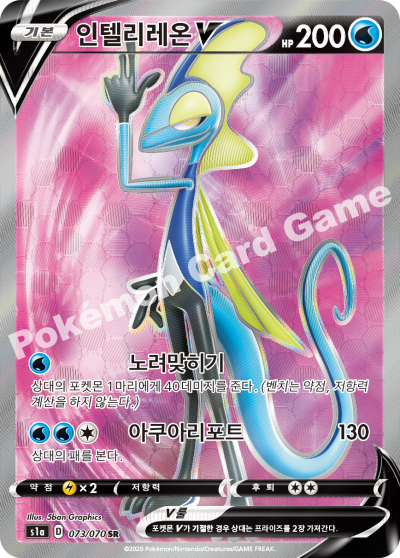 기본 인텔리레온 V HP 200
Pokémon Card Game
노려맞히기
상대의 포켓몬 1마리에게 40데미지를 준다. (벤치는 약점, 저항력
계산을 하지 않는다.)
아쿠아리포트 130
상대의 패를 본다.
약점 ×2 저항력 후퇴
Illus. 5ban Graphics
V룰
s1a D 073/070 SR
포켓몬 V가 기절한 경우 상대는 프라이즈를 2장 가져간다.
©2020 Pokémon/Nintendo/Creatures/GAME FREAK.